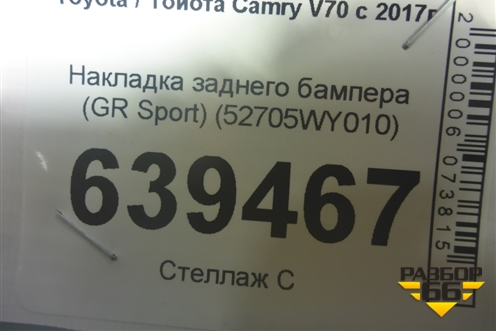 Toyota / Тойота Camry V70 с 2017г
Накладка заднего бампера
(GR Sport) (52705WY010)
639467
Стеллаж С
2000006073815
РАЗБОР
66